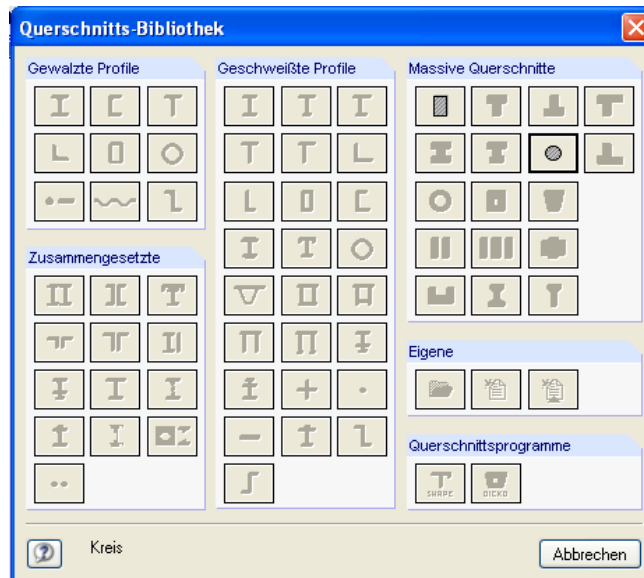 Querschnitts-Bibliothek
Gewalzte Profile
Geschweißte Profile
Massive Querschnitte
Zusammengesetzte
Eigene
Querschnittsprogramme
SHAPE
DICKQ
Kreis
Abbrechen